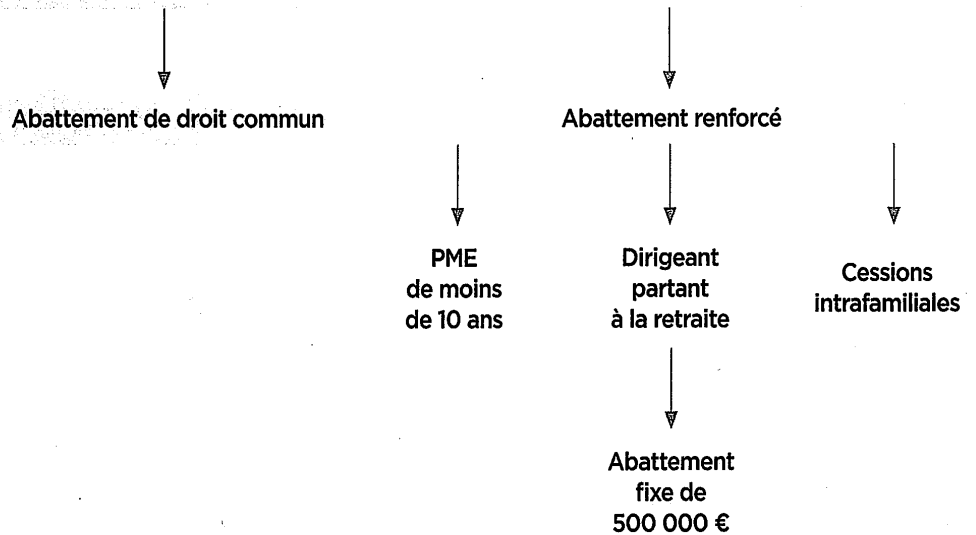 Abattement de droit commun
Abattement renforcé
PME
de moins
de 10 ans
Dirigeant
partant
à la retraite
Cessions
intrafamiliales
Abattement
fixe de
500 000 €